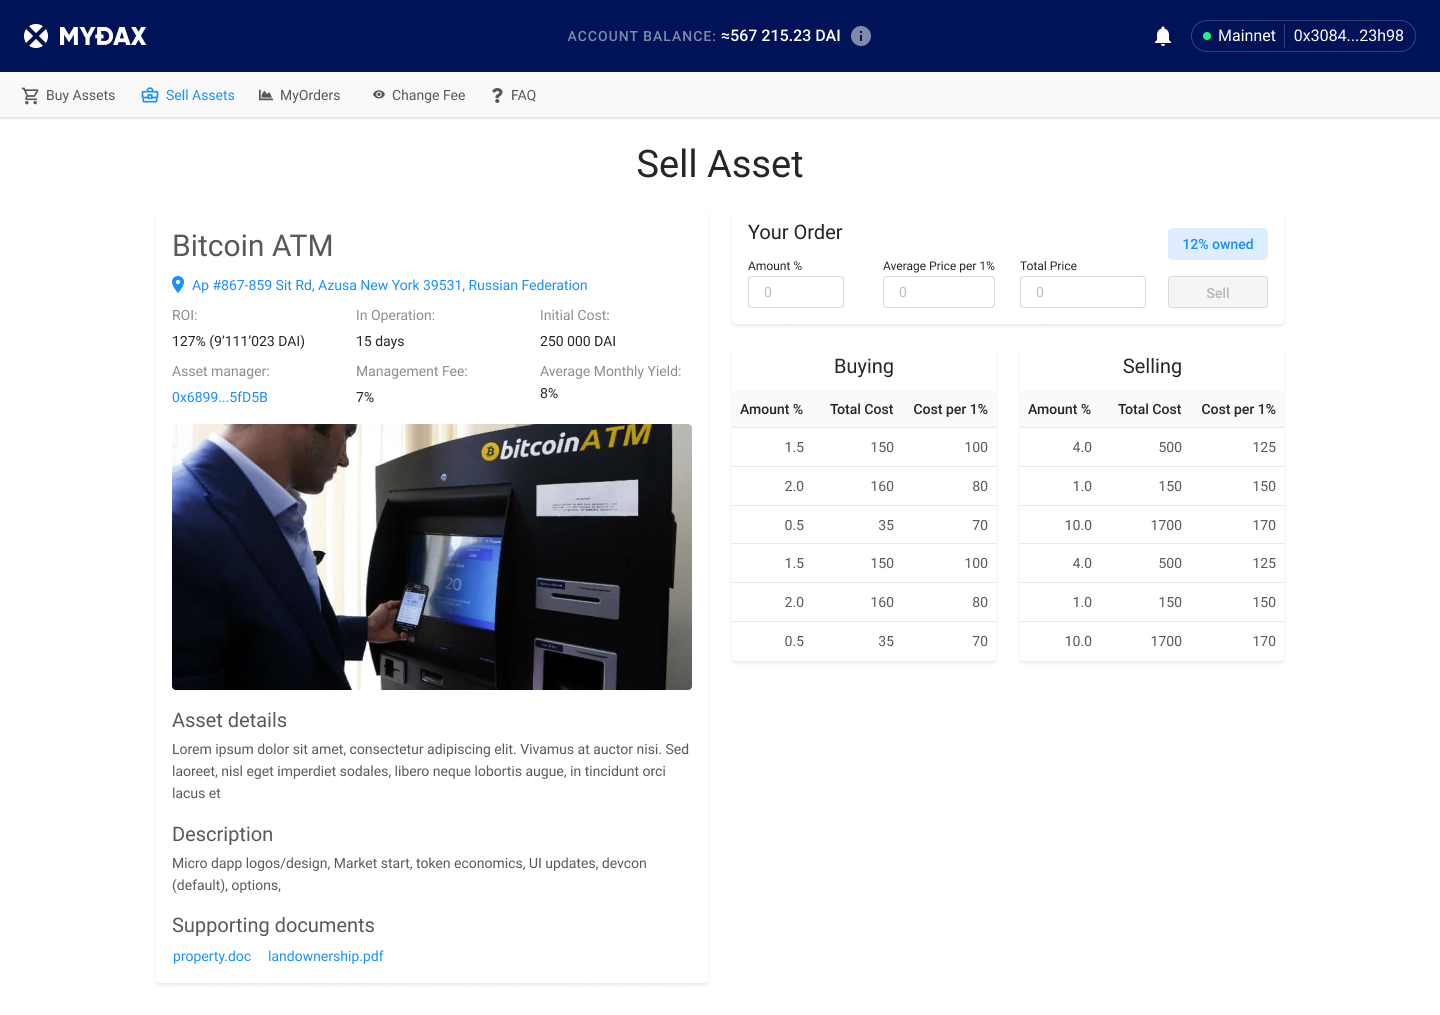 MYĐAX
ACCOUNT BALANCE: ≈567 215.23 DAI
Mainnet
0x3084...23h98
Buy Assets
Sell Assets
MyOrders
Change Fee
FAQ
Sell Asset
Bitcoin ATM
Ap #867-859 Sit Rd, Azusa New York 39531, Russian Federation
ROI:
127% (9’111’023 DAI)
In Operation:
15 days
Initial Cost:
250 000 DAI
Asset manager:
0x6899...5fD5B
Management Fee:
7%
Average Monthly Yield:
8%
bitcoinATM
20
Asset details
Lorem ipsum dolor sit amet, consectetur adipiscing elit. Vivamus at auctor nisi. Sed
laoreet, nisl eget imperdiet sodales, libero neque lobortis augue, in tincidunt orci
lacus et
Description
Micro dapp logos/design, Market start, token economics, UI updates, devcon
(default), options,
Supporting documents
property.doc landownership.pdf
Your Order
12% owned
Amount %
0
Average Price per 1%
0
Total Price
0
Sell
Buying
Amount % Total Cost Cost per 1%
1.5 150 100
2.0 160 80
0.5 35 70
1.5 150 100
2.0 160 80
0.5 35 70
Selling
Amount % Total Cost Cost per 1%
4.0 500 125
1.0 150 150
10.0 1700 170
4.0 500 125
1.0 150 150
10.0 1700 170